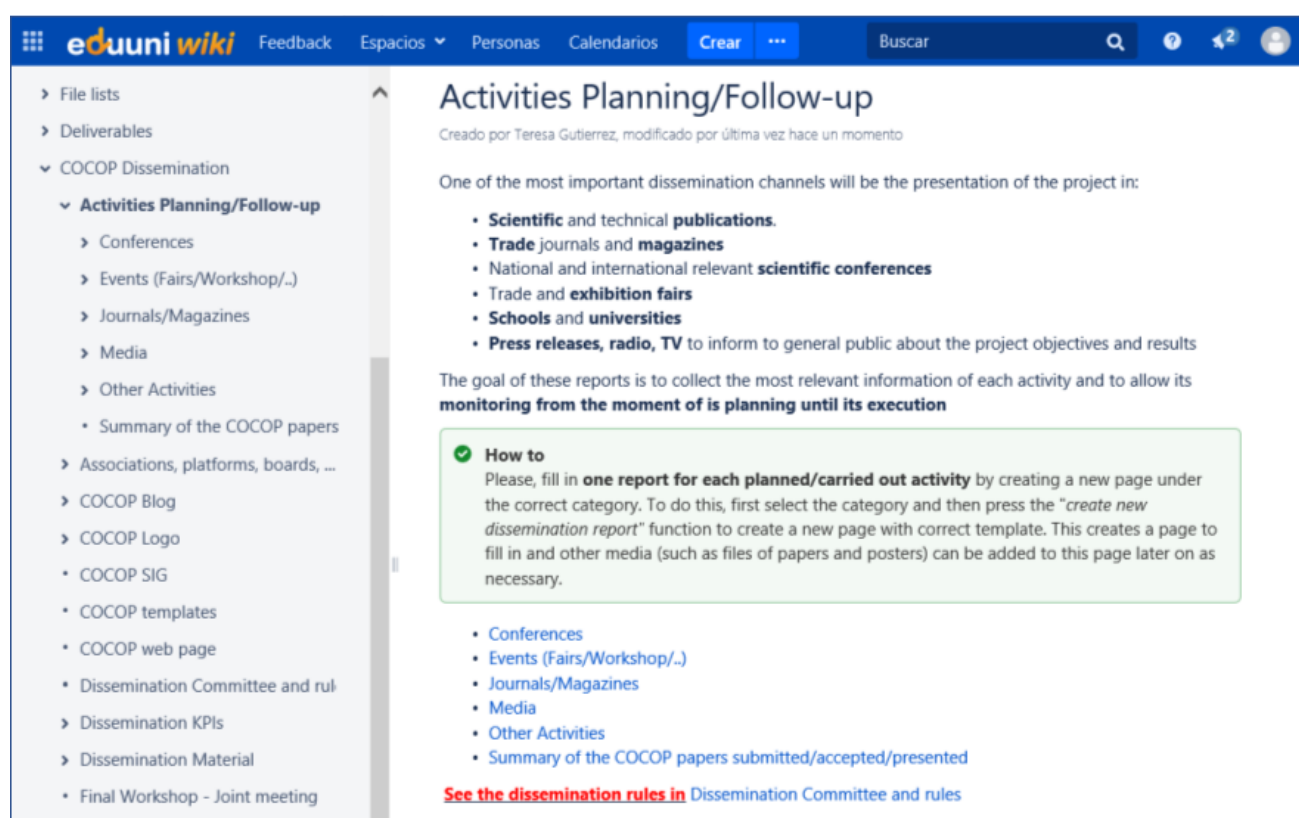 eduuni wiki Feedback Espacios Personas Calendarios Crear ··· Buscar 2
File lists
Deliverables
COCOP Dissemination
Activities Planning/Follow-up
Conferences
Events (Fairs/Workshop/..)
Journals/Magazines
Media
Other Activities
Summary of the COCOP papers
Associations, platforms, boards, ...
COCOP Blog
COCOP Logo
COCOP SIG
COCOP templates
COCOP web page
Dissemination Committee and rul
Dissemination KPIs
Dissemination Material
Final Workshop - Joint meeting
Activities Planning/Follow-up
Creado por Teresa Gutierrez, modificado por última vez hace un momento
One of the most important dissemination channels will be the presentation of the project in:
• Scientific and technical publications.
• Trade journals and magazines
• National and international relevant scientific conferences
• Trade and exhibition fairs
• Schools and universities
• Press releases, radio, TV to inform to general public about the project objectives and results
The goal of these reports is to collect the most relevant information of each activity and to allow its
monitoring from the moment of is planning until its execution
How to
Please, fill in one report for each planned/carried out activity by creating a new page under
the correct category. To do this, first select the category and then press the "create new
dissemination report" function to create a new page with correct template. This creates a page to
fill in and other media (such as files of papers and posters) can be added to this page later on as
necessary.
• Conferences
• Events (Fairs/Workshop/..)
• Journals/Magazines
• Media
• Other Activities
• Summary of the COCOP papers submitted/accepted/presented
See the dissemination rules in Dissemination Committee and rules